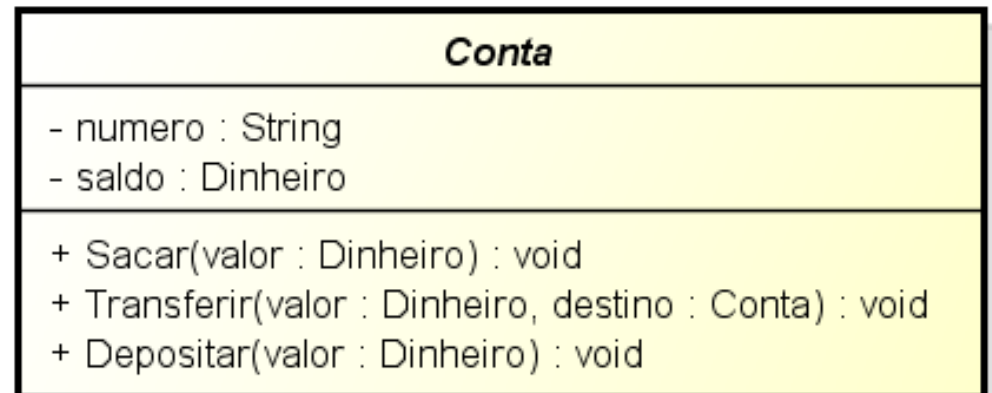 Conta
- numero : String
- saldo : Dinheiro
+ Sacar(valor : Dinheiro) : void
+ Transferir(valor : Dinheiro, destino : Conta) : void
+ Depositar(valor : Dinheiro) : void